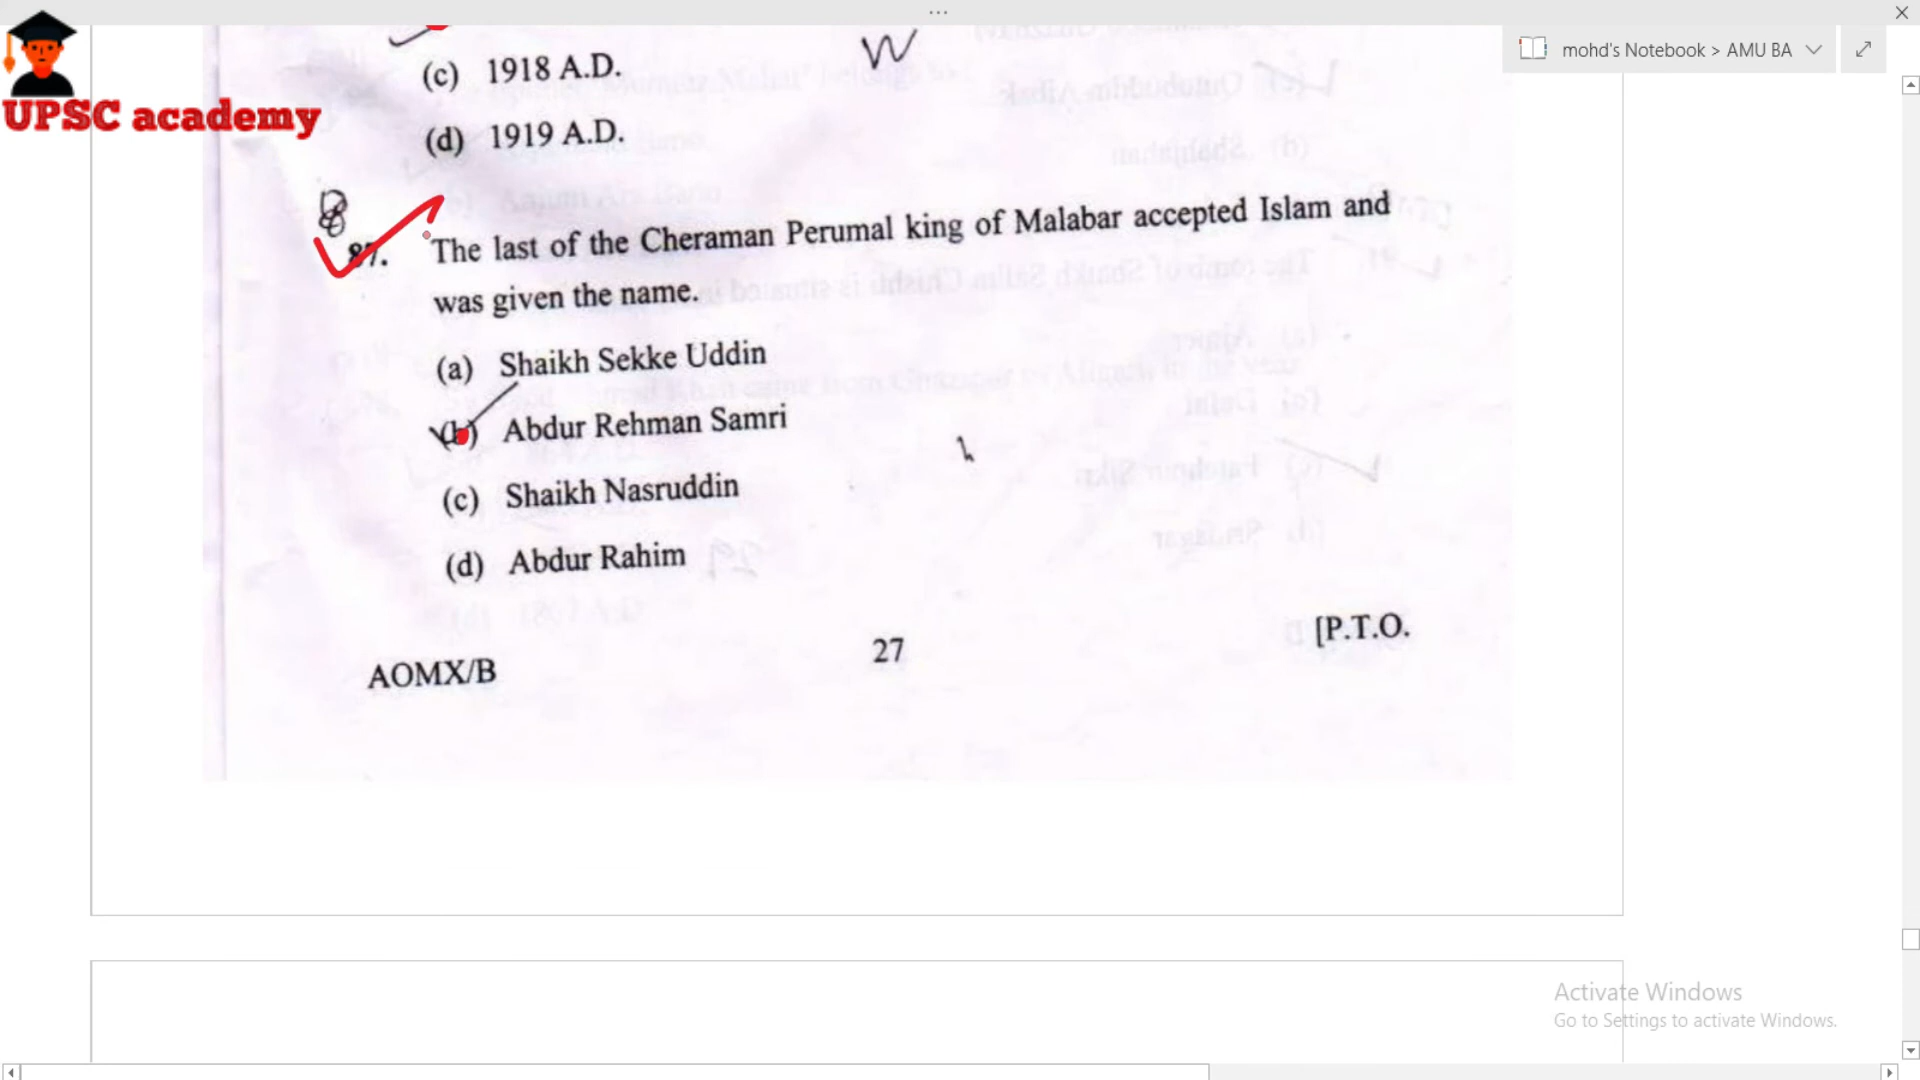 ...
mohd's Notebook > AMU BA
UPSC academy
(c) 1918 A.D.
W
(d) 1919 A.D.
B
87. The last of the Cheraman Perumal king of Malabar accepted Islam and
was given the name.
(a) Shaikh Sekke Uddin
(b) Abdur Rehman Samri
(c) Shaikh Nasruddin
(d) Abdur Rahim
AOMX/B
27
[P.T.O.
Activate Windows
Go to Settings to activate Windows.